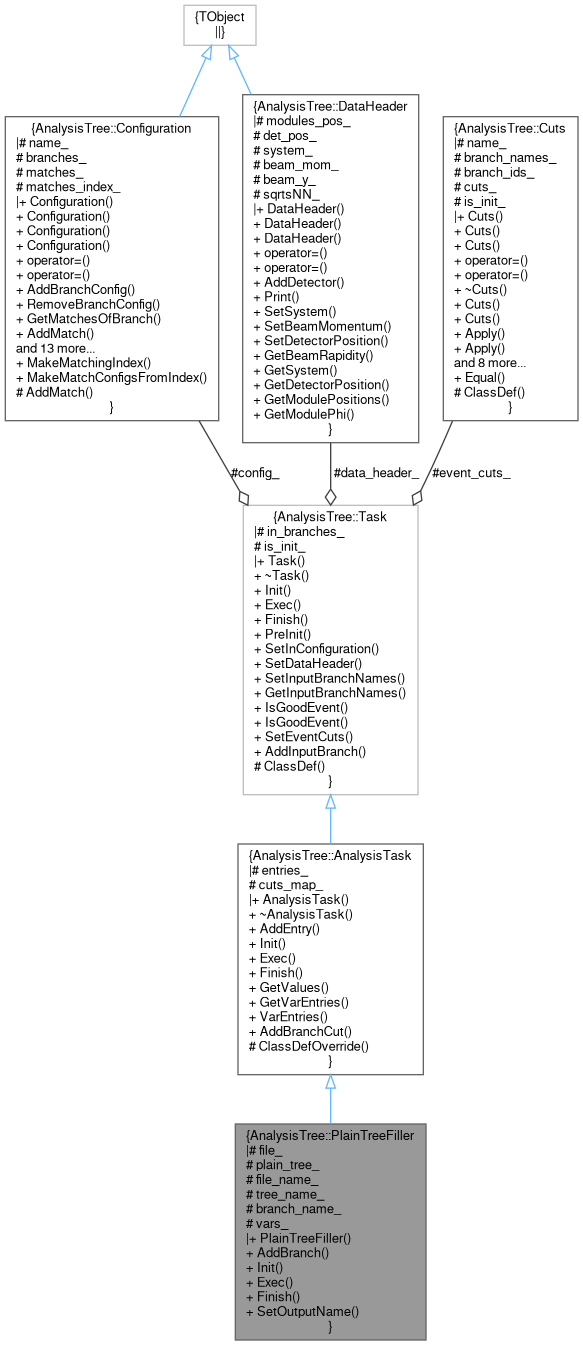 {TObject
||}
{AnalysisTree::Configuration
|# name_
# branches_
# matches_
# matches_index_
|+ Configuration()
+ Configuration()
+ Configuration()
+ Configuration()
+ operator=()
+ operator=()
+ AddBranchConfig()
+ RemoveBranchConfig()
+ GetMatchesOfBranch()
+ AddMatch()
and 13 more...
+ MakeMatchingIndex()
+ MakeMatchConfigsFromIndex()
# AddMatch()
}
{AnalysisTree::DataHeader
|# modules_pos_
# det_pos_
# system_
# beam_mom_
# beam_y_
# sqrtsNN_
|+ DataHeader()
+ DataHeader()
+ DataHeader()
+ operator=()
+ operator=()
+ AddDetector()
+ Print()
+ SetSystem()
+ SetBeamMomentum()
+ SetDetectorPosition()
+ GetBeamRapidity()
+ GetSystem()
+ GetDetectorPosition()
+ GetModulePositions()
+ GetModulePhi()
}
{AnalysisTree::Cuts
|# name_
# branch_names_
# branch_ids_
# cuts_
# is_init_
|+ Cuts()
+ Cuts()
+ Cuts()
+ operator=()
+ operator=()
+ ~Cuts()
+ Cuts()
+ Cuts()
+ Apply()
+ Apply()
and 8 more...
+ Equal()
# ClassDef()
}
#config_
#data_header_
#event_cuts_
{AnalysisTree::Task
|# in_branches_
# is_init_
|+ Task()
+ ~Task()
+ Init()
+ Exec()
+ Finish()
+ PreInit()
+ SetInConfiguration()
+ SetDataHeader()
+ SetInputBranchNames()
+ GetInputBranchNames()
+ IsGoodEvent()
+ IsGoodEvent()
+ SetEventCuts()
+ AddInputBranch()
# ClassDef()
}
{AnalysisTree::AnalysisTask
|# entries_
# cuts_map_
|+ AnalysisTask()
+ ~AnalysisTask()
+ AddEntry()
+ Init()
+ Exec()
+ Finish()
+ GetValues()
+ GetVarEntries()
+ VarEntries()
+ AddBranchCut()
# ClassDefOverride()
}
{AnalysisTree::PlainTreeFiller
|# file_
# plain_tree_
# file_name_
# tree_name_
# branch_name_
# vars_
|+ PlainTreeFiller()
+ AddBranch()
+ Init()
+ Exec()
+ Finish()
+ SetOutputName()
}